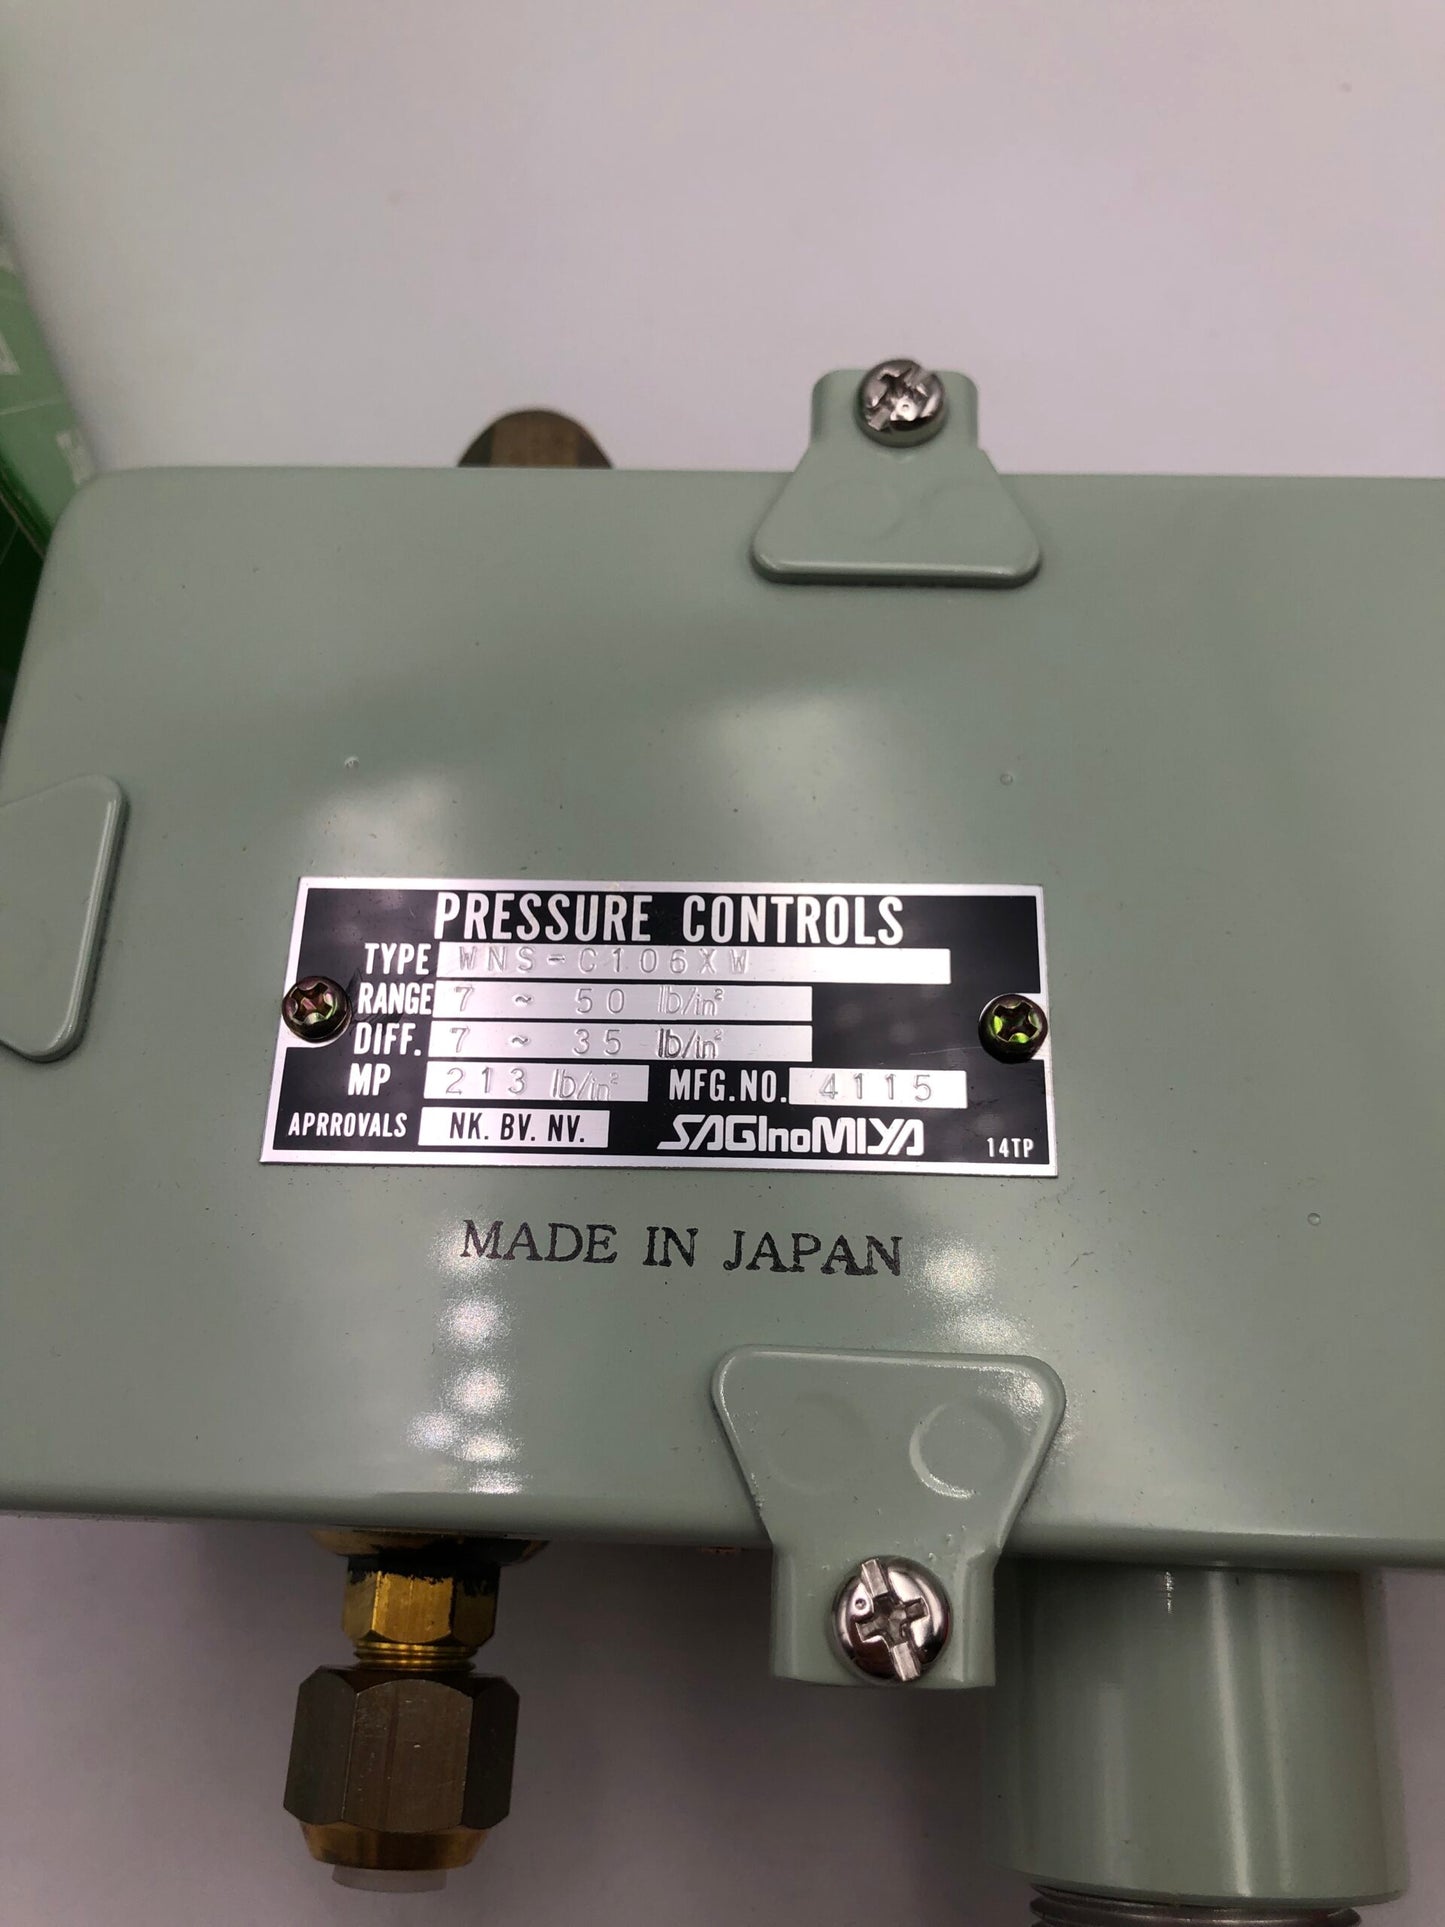 PRESSURE CONTROLS
TYPE WNS-C106XW
RANGE 7 ~ 50 lb/in²
DIFF. 7 ~ 35 lb/in²
MP 213 lb/in² MFG.NO. 4115
APRROVALS NK. BV. NV. SAGInoMIYA 14TP
MADE IN JAPAN